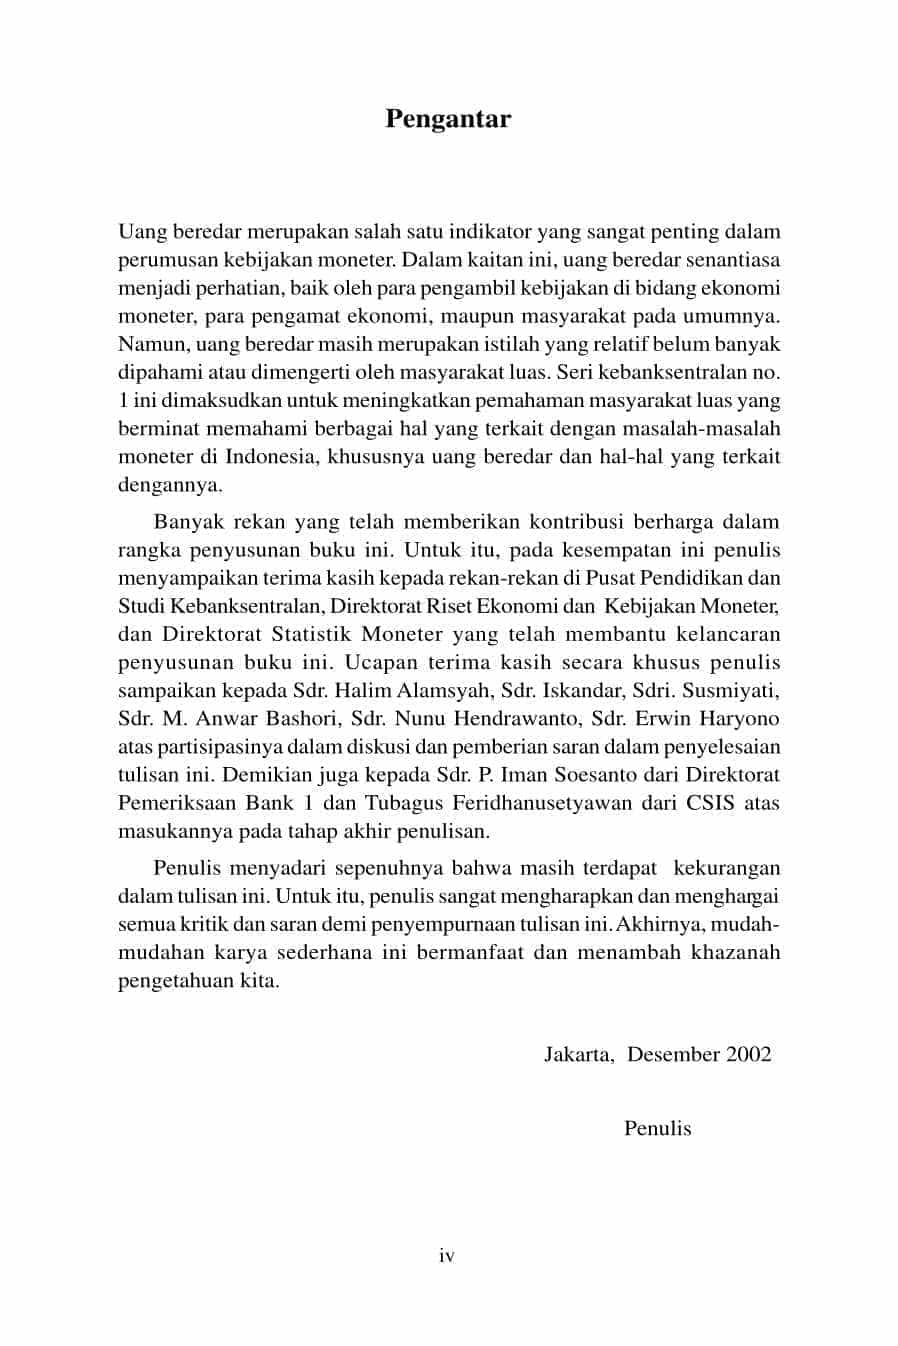 Pengantar
Uang beredar merupakan salah satu indikator yang sangat penting dalam
perumusan kebijakan moneter. Dalam kaitan ini, uang beredar senantiasa
menjadi perhatian, baik oleh para pengambil kebijakan di bidang ekonomi
moneter, para pengamat ekonomi, maupun masyarakat pada umumnya.
Namun, uang beredar masih merupakan istilah yang relatif belum banyak
dipahami atau dimengerti oleh masyarakat luas. Seri kebanksentralan no.
1 ini dimaksudkan untuk meningkatkan pemahaman masyarakat luas yang
berminat memahami berbagai hal yang terkait dengan masalah-masalah
moneter di Indonesia, khususnya uang beredar dan hal-hal yang terkait
dengannya.
Banyak rekan yang telah memberikan kontribusi berharga dalam
rangka penyusunan buku ini. Untuk itu, pada kesempatan ini penulis
menyampaikan terima kasih kepada rekan-rekan di Pusat Pendidikan dan
Studi Kebanksentralan, Direktorat Riset Ekonomi dan Kebijakan Moneter,
dan Direktorat Statistik Moneter yang telah membantu kelancaran
penyusunan buku ini. Ucapan terima kasih secara khusus penulis
sampaikan kepada Sdr. Halim Alamsyah, Sdr. Iskandar, Sdri. Susmiyati,
Sdr. M. Anwar Bashori, Sdr. Nunu Hendrawanto, Sdr. Erwin Haryono
atas partisipasinya dalam diskusi dan pemberian saran dalam penyelesaian
tulisan ini. Demikian juga kepada Sdr. P. Iman Soesanto dari Direktorat
Pemeriksaan Bank 1 dan Tubagus Feridhanusetyawan dari CSIS atas
masukannya pada tahap akhir penulisan.
Penulis menyadari sepenuhnya bahwa masih terdapat kekurangan
dalam tulisan ini. Untuk itu, penulis sangat mengharapkan dan menghargai
semua kritik dan saran demi penyempurnaan tulisan ini. Akhirnya, mudah-
mudahan karya sederhana ini bermanfaat dan menambah khazanah
pengetahuan kita.
Jakarta, Desember 2002
Penulis
iv